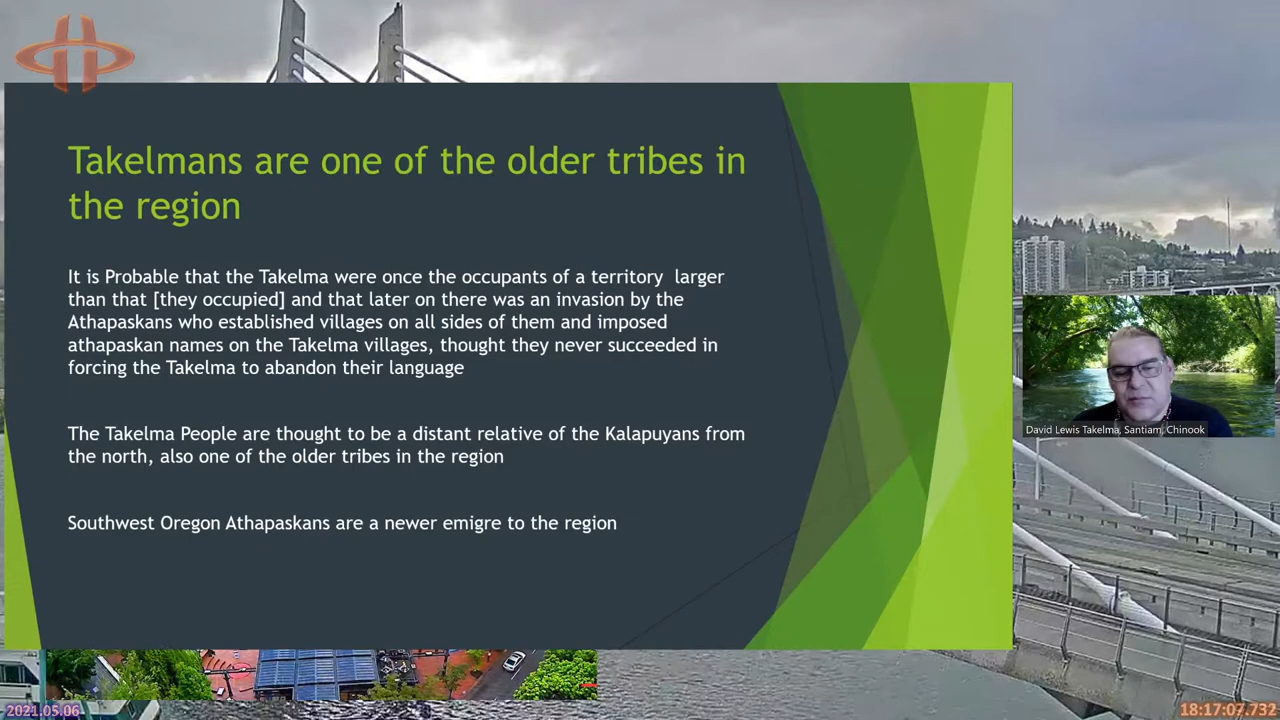 Takelmans are one of the older tribes in
the region
It is Probable that the Takelma were once the occupants of a territory larger
than that [they occupied] and that later on there was an invasion by the
Athapaskans who established villages on all sides of them and imposed
athapaskan names on the Takelma villages, thought they never succeeded in
forcing the Takelma to abandon their language
The Takelma People are thought to be a distant relative of the Kalapuyans from
the north, also one of the older tribes in the region
Southwest Oregon Athapaskans are a newer emigre to the region
David Lewis Takelma, Santiam, Chinook
2021.05.06
18:17:07.732